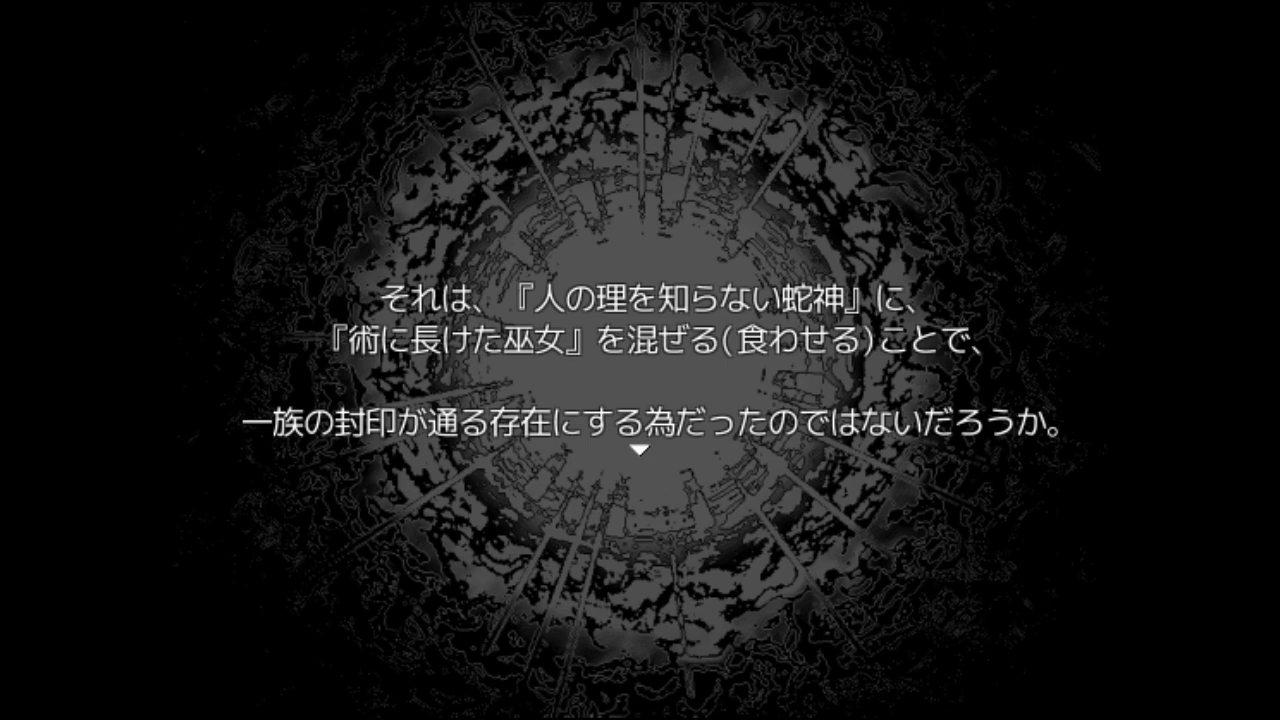 それは、『人の理を知らない蛇神』に、
『術に長けた巫女』を混ぜる(食わせる)ことで、
一族の封印が通る存在にする為だったのではないだろうか。